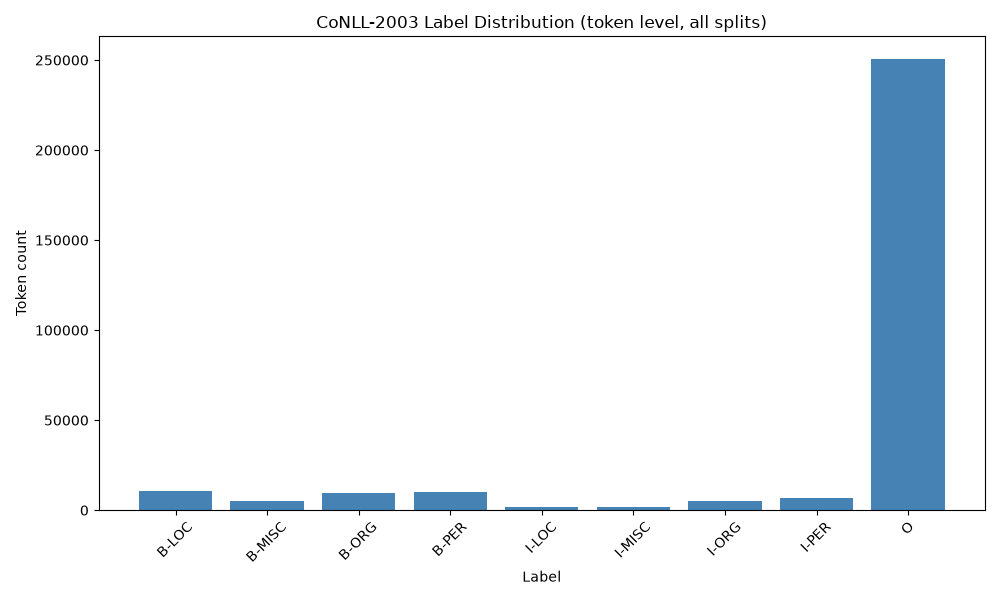 CoNLL-2003 Label Distribution (token level, all splits)
250000
200000
150000
100000
50000
0
Token count
B-LOC
B-MISC
B-ORG
B-PER
I-LOC
I-MISC
I-ORG
I-PER
O
Label